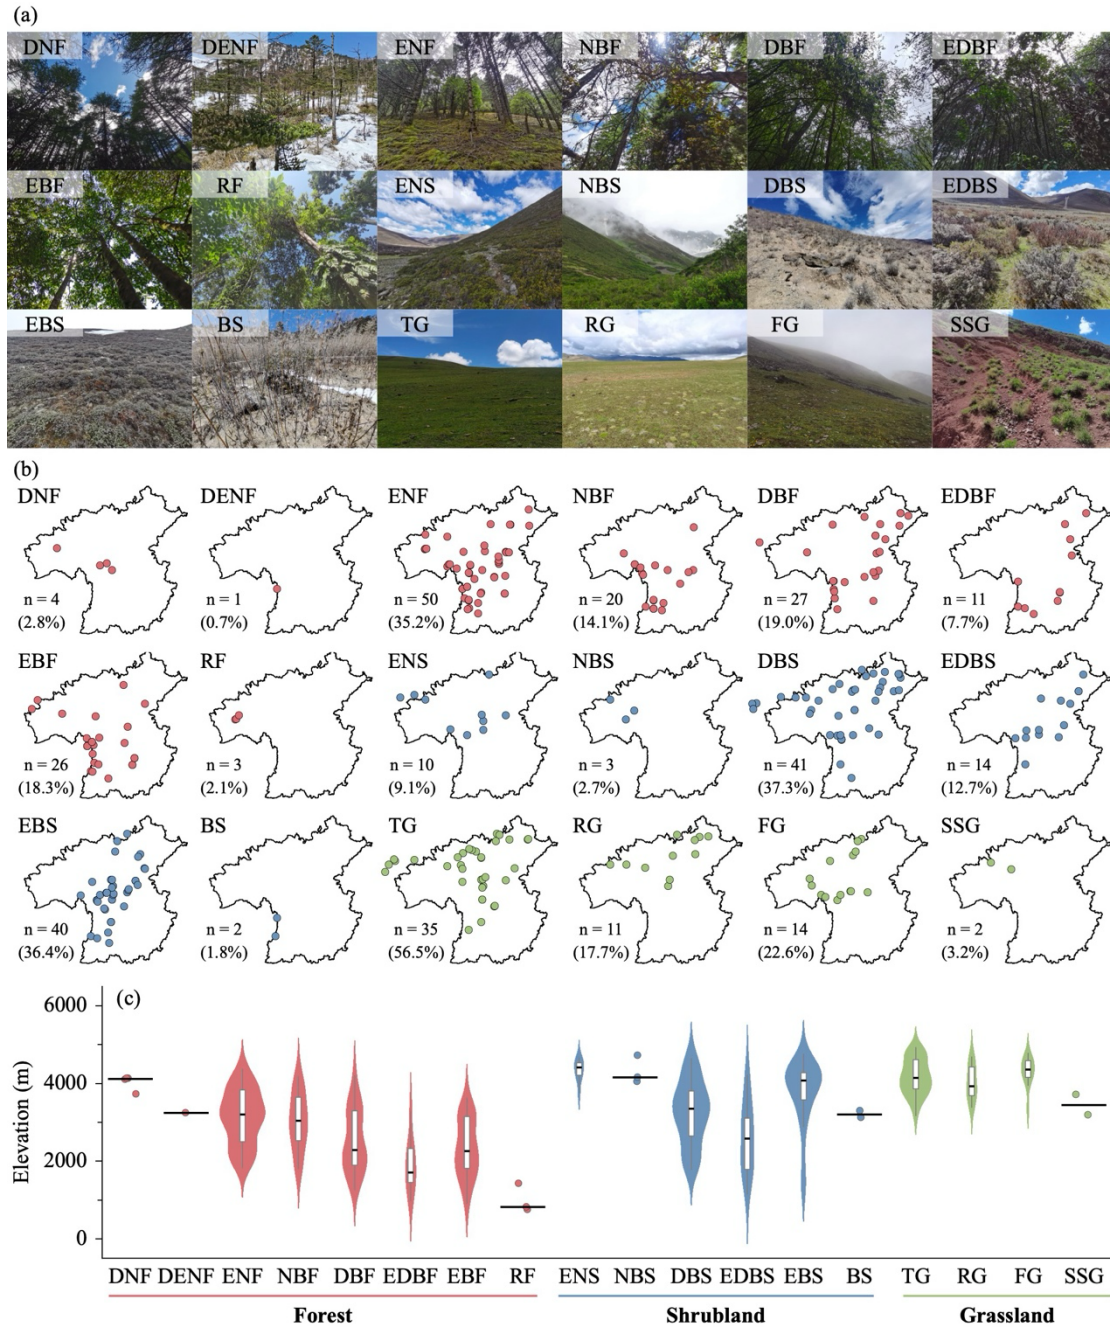 (a)
DNF DENF ENF NBF DBF EDBF
EBF RF ENS NBS DBS EDBS
EBS BS TG RG FG SSG
(b)
DNF DENF ENF NBF DBF EDBF
n = 4 n = 1 n = 50 n = 20 n = 27 n = 11
(2.8%) (0.7%) (35.2%) (14.1%) (19.0%) (7.7%)
EBF RF ENS NBS DBS EDBS
n = 26 n = 3 n = 10 n = 3 n = 41 n = 14
(18.3%) (2.1%) (9.1%) (2.7%) (37.3%) (12.7%)
EBS BS TG RG FG SSG
n = 40 n = 2 n = 35 n = 11 n = 14 n = 2
(36.4%) (1.8%) (56.5%) (17.7%) (22.6%) (3.2%)
(c)
Elevation (m)
6000
4000
2000
0
DNF DENF ENF NBF DBF EDBF EBF RF ENS NBS DBS EDBS EBS BS TG RG FG SSG
Forest Shrubland Grassland